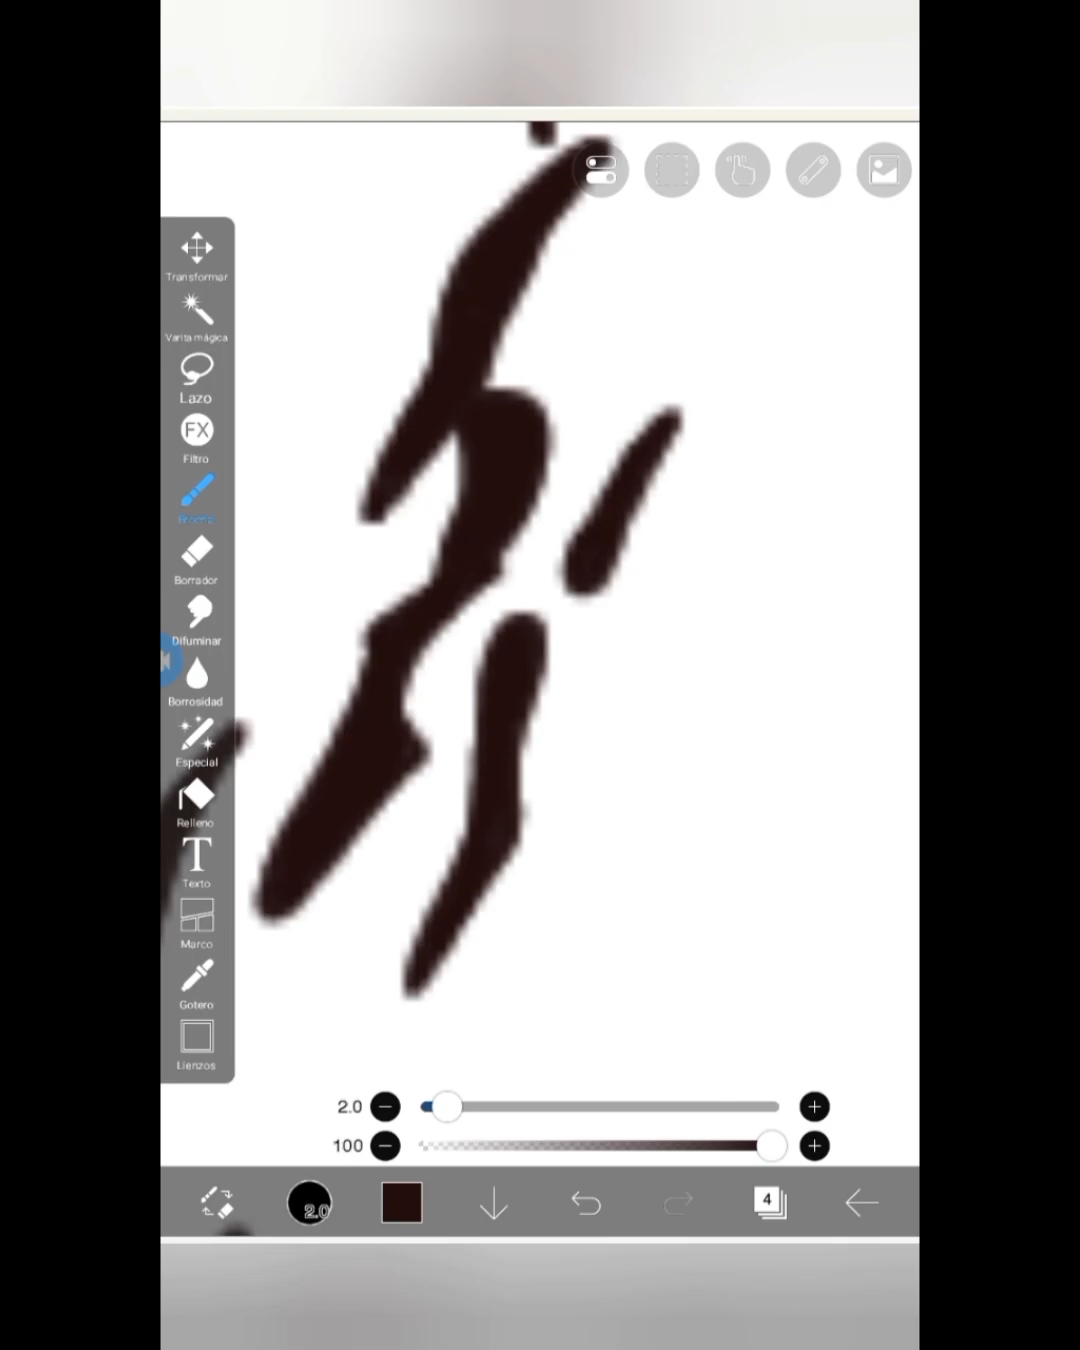 Transformar
Varita mágica
Lazo
FX
Filtro
Brocha
Borrador
Difuminar
Borrosidad
Especial
Relleno
T
Texto
Marco
Gotero
Lienzos
2.0
100
2.0
4